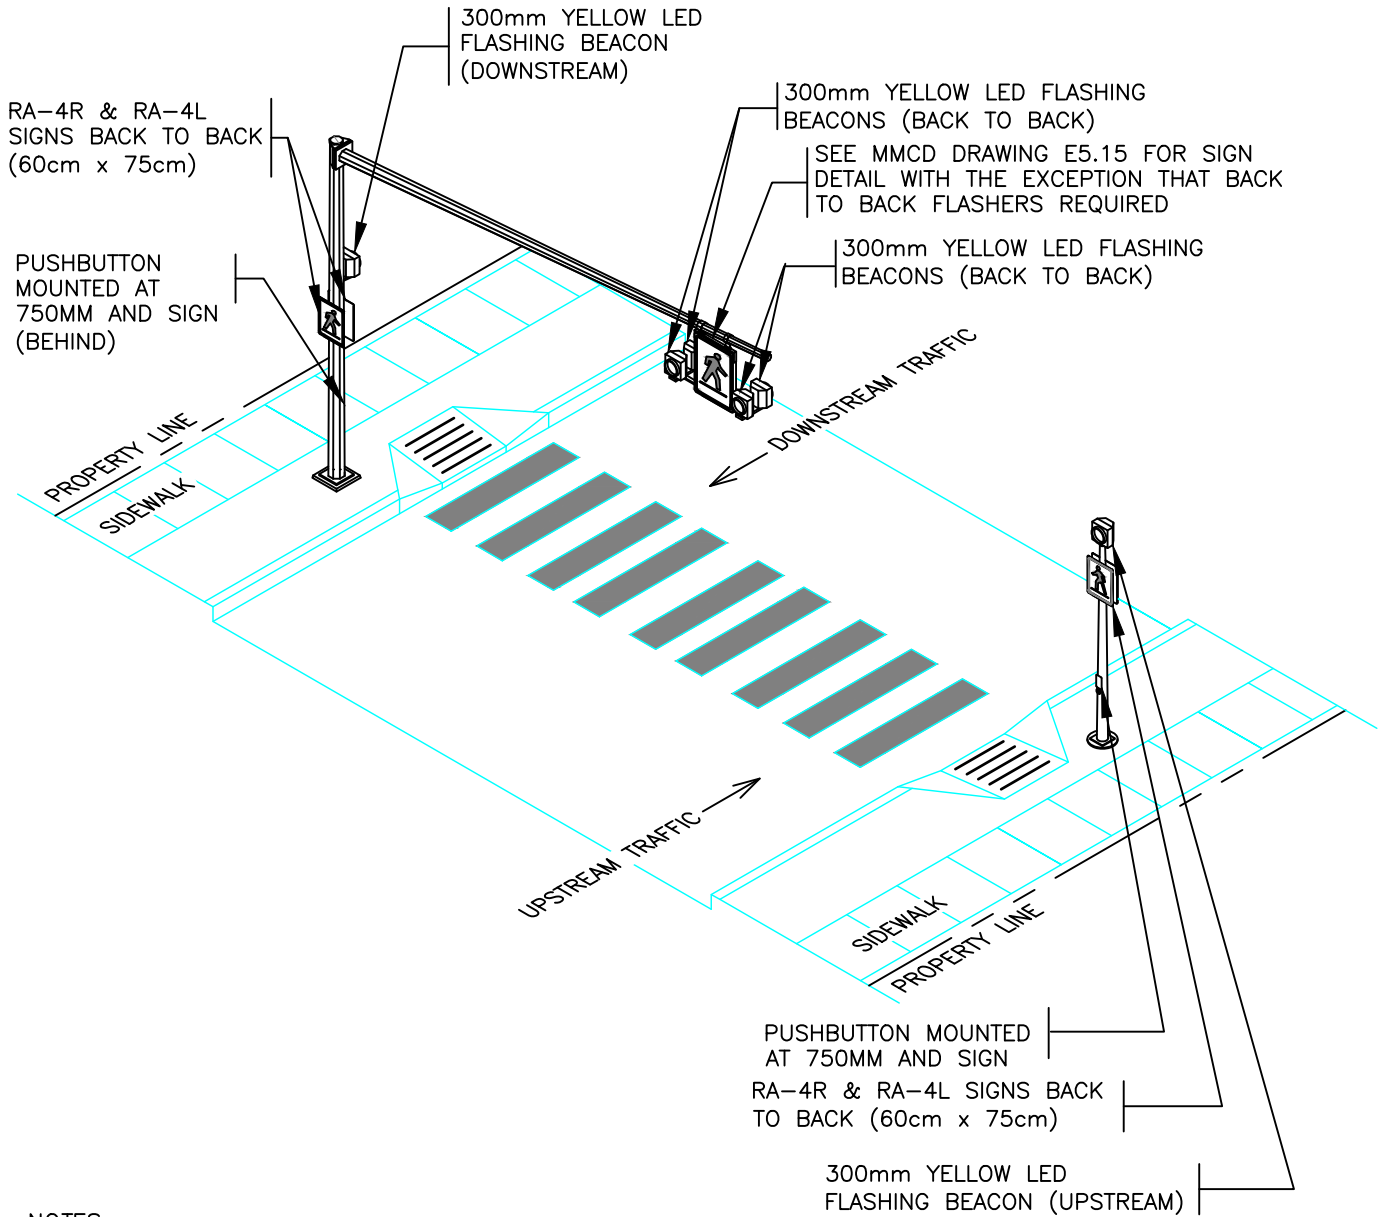 300mm YELLOW LED
FLASHING BEACON
(DOWNSTREAM)
RA-4R & RA-4L
SIGNS BACK TO BACK
(60cm x 75cm)
300mm YELLOW LED FLASHING
BEACONS (BACK TO BACK)
SEE MMCD DRAWING E5.15 FOR SIGN
DETAIL WITH THE EXCEPTION THAT BACK
TO BACK FLASHERS REQUIRED
300mm YELLOW LED FLASHING
BEACONS (BACK TO BACK)
PUSHBUTTON
MOUNTED AT
750MM AND SIGN
(BEHIND)
DOWNSTREAM TRAFFIC
PROPERTY LINE
SIDEWALK
UPSTREAM TRAFFIC
SIDEWALK
PROPERTY LINE
PUSHBUTTON MOUNTED
AT 750MM AND SIGN
RA-4R & RA-4L SIGNS BACK
TO BACK (60cm x 75cm)
300mm YELLOW LED
FLASHING BEACON (UPSTREAM)
NOTES